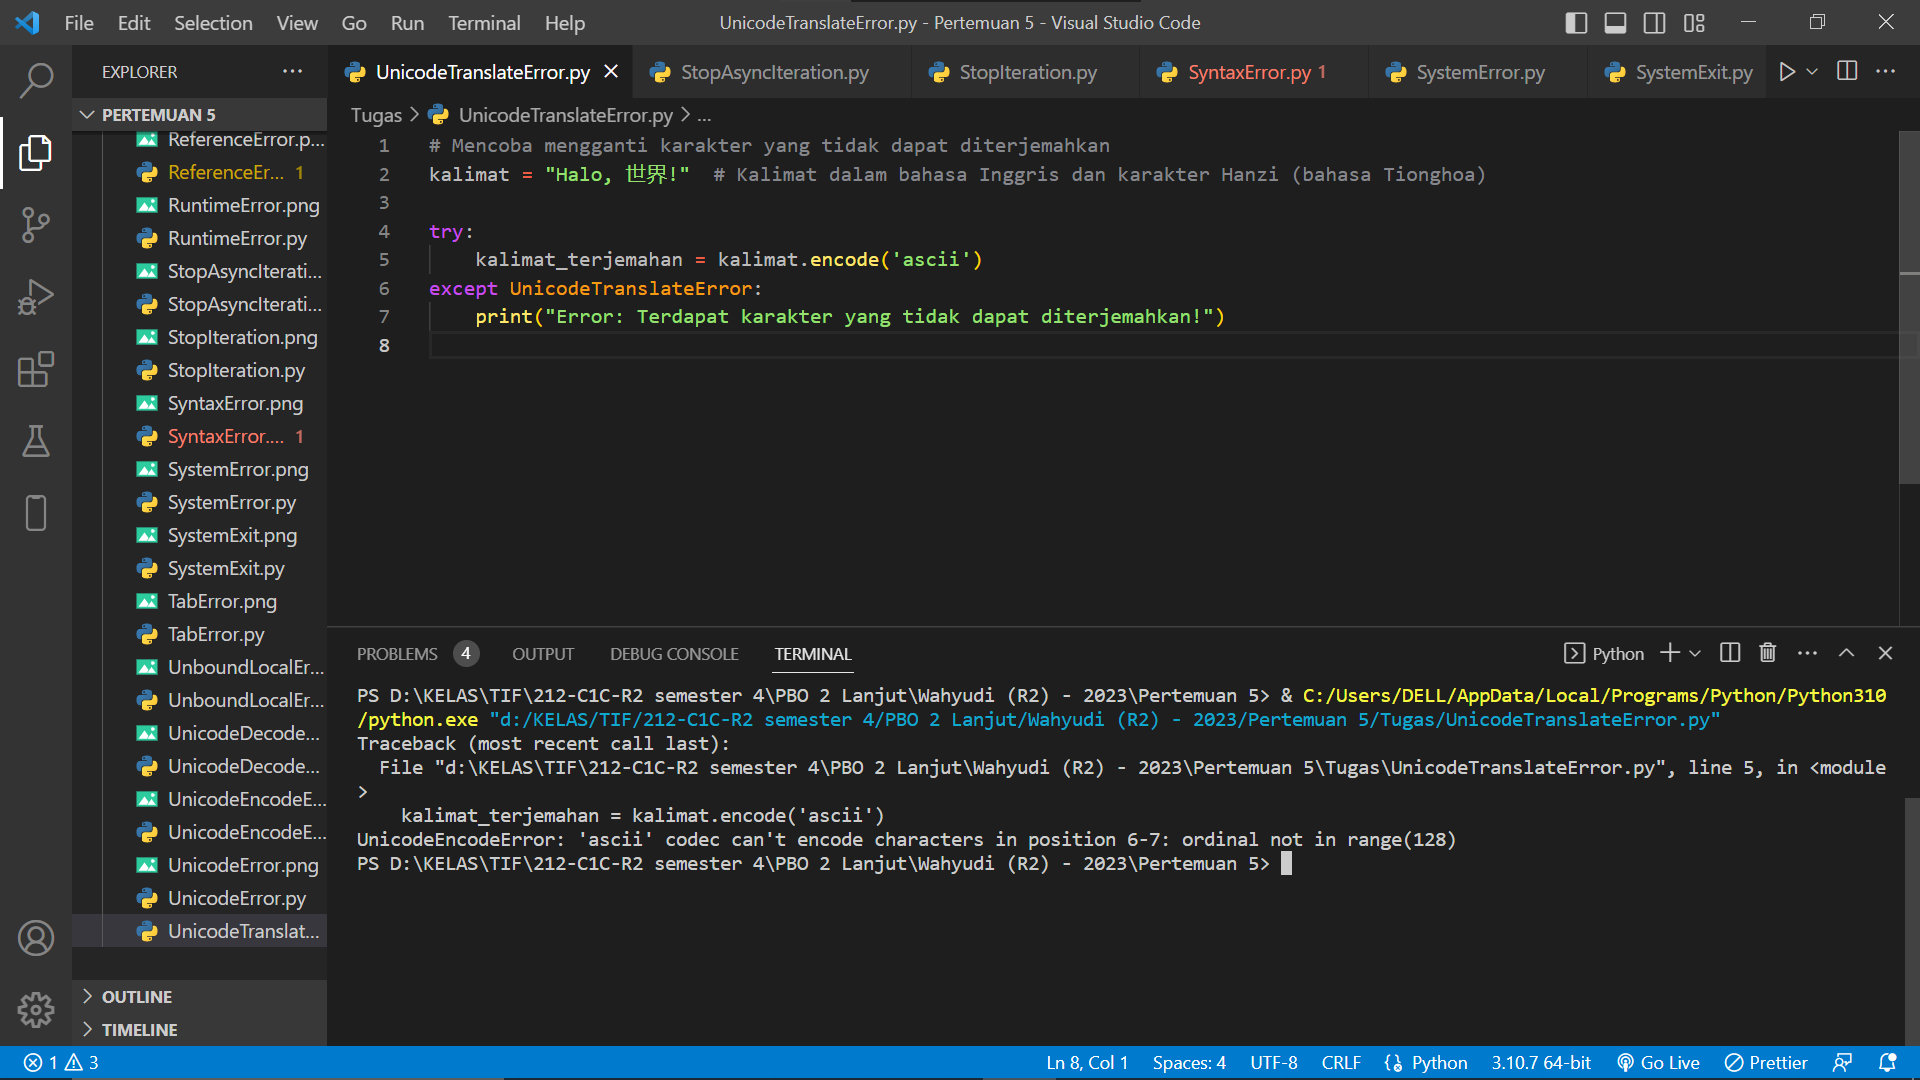 File Edit Selection View Go Run Terminal Help
UnicodeTranslateError.py - Pertemuan 5 - Visual Studio Code
EXPLORER
UnicodeTranslateError.py
StopAsyncIteration.py
StopIteration.py
SyntaxError.py 1
SystemError.py
SystemExit.py
PERTEMUAN 5
ReferenceError.p...
ReferenceEr... 1
RuntimeError.png
RuntimeError.py
StopAsyncIterati...
StopAsyncIterati...
StopIteration.png
StopIteration.py
SyntaxError.png
SyntaxError.... 1
SystemError.png
SystemError.py
SystemExit.png
SystemExit.py
TabError.png
TabError.py
UnboundLocalEr...
UnboundLocalEr...
UnicodeDecode...
UnicodeDecode...
UnicodeEncodeE...
UnicodeEncodeE...
UnicodeError.png
UnicodeError.py
UnicodeTranslat...
OUTLINE
TIMELINE
Tugas > UnicodeTranslateError.py > ...
1 # Mencoba mengganti karakter yang tidak dapat diterjemahkan
2 kalimat = "Halo, 世界!"  # Kalimat dalam bahasa Inggris dan karakter Hanzi (bahasa Tionghoa)
3
4 try:
5     kalimat_terjemahan = kalimat.encode('ascii')
6 except UnicodeTranslateError:
7     print("Error: Terdapat karakter yang tidak dapat diterjemahkan!")
8
PROBLEMS 4 OUTPUT DEBUG CONSOLE TERMINAL
Python
PS D:\KELAS\TIF\212-C1C-R2 semester 4\PBO 2 Lanjut\Wahyudi (R2) - 2023\Pertemuan 5> & C:/Users/DELL/AppData/Local/Programs/Python/Python310
/python.exe "d:/KELAS/TIF/212-C1C-R2 semester 4/PBO 2 Lanjut/Wahyudi (R2) - 2023/Pertemuan 5/Tugas/UnicodeTranslateError.py"
Traceback (most recent call last):
  File "d:\KELAS\TIF\212-C1C-R2 semester 4\PBO 2 Lanjut\Wahyudi (R2) - 2023\Pertemuan 5\Tugas\UnicodeTranslateError.py", line 5, in <module
>
    kalimat_terjemahan = kalimat.encode('ascii')
UnicodeEncodeError: 'ascii' codec can't encode characters in position 6-7: ordinal not in range(128)
PS D:\KELAS\TIF\212-C1C-R2 semester 4\PBO 2 Lanjut\Wahyudi (R2) - 2023\Pertemuan 5>
1 3
Ln 8, Col 1 Spaces: 4 UTF-8 CRLF Python 3.10.7 64-bit Go Live Prettier